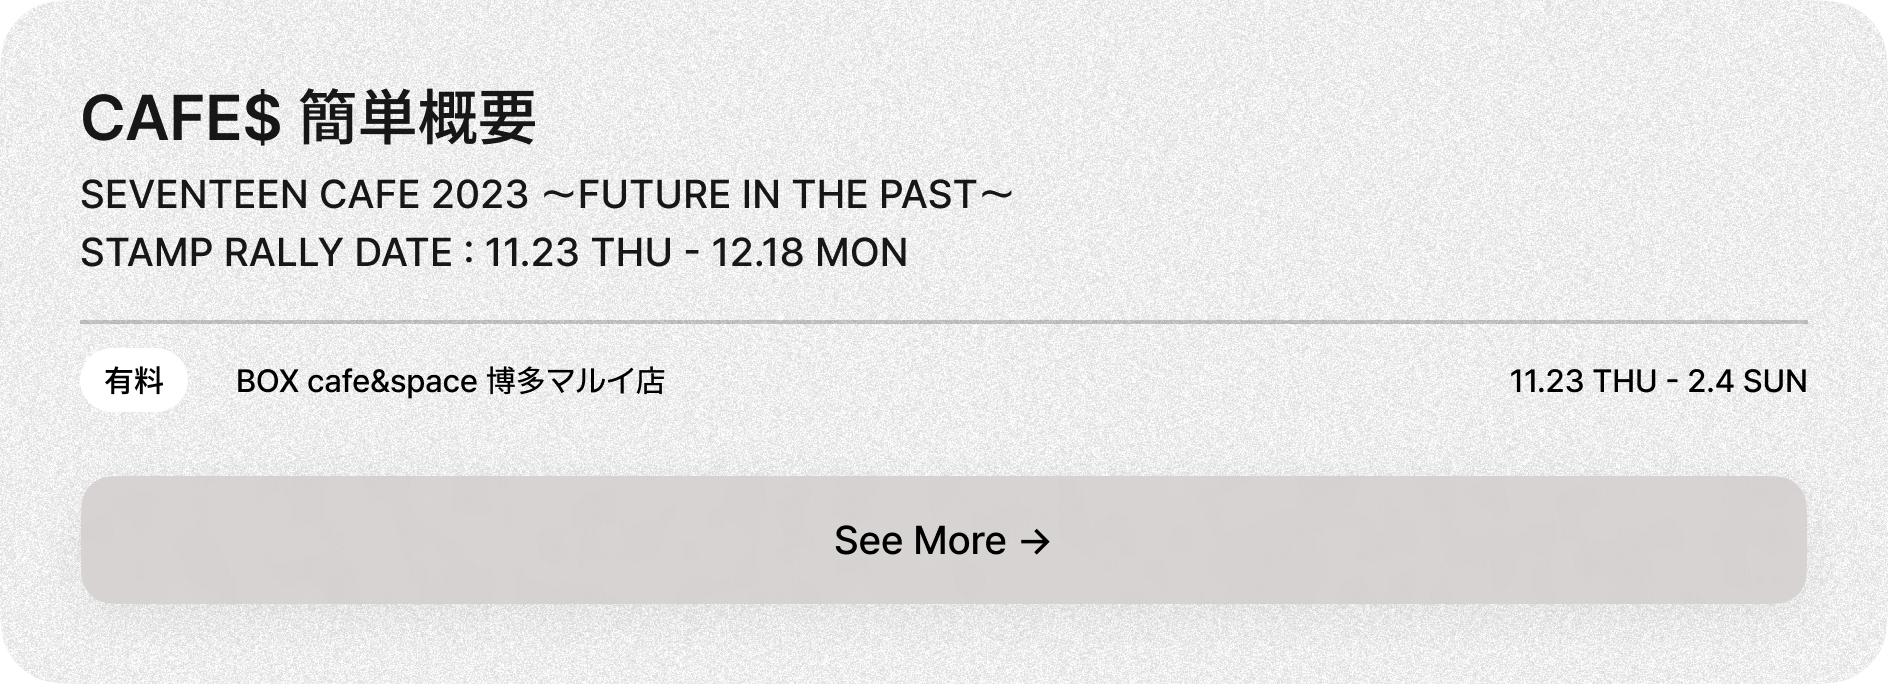 CAFE$ 簡単概要
SEVENTEEN CAFE 2023 〜FUTURE IN THE PAST〜
STAMP RALLY DATE : 11.23 THU - 12.18 MON
有料 BOX cafe&space 博多マルイ店 11.23 THU - 2.4 SUN
See More →